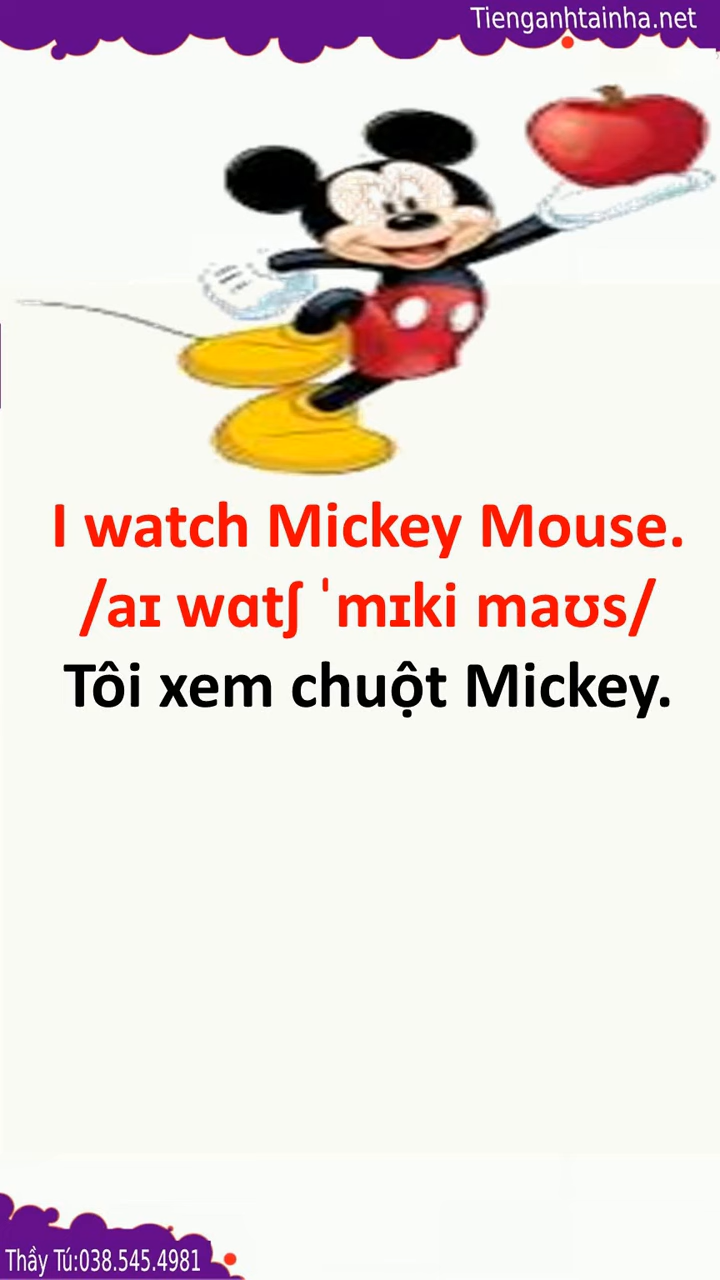 Tienganhtainha.net
I watch Mickey Mouse.
/aɪ wɑtʃ ˈmɪki maʊs/
Tôi xem chuột Mickey.
Thầy Tú:038.545.4981